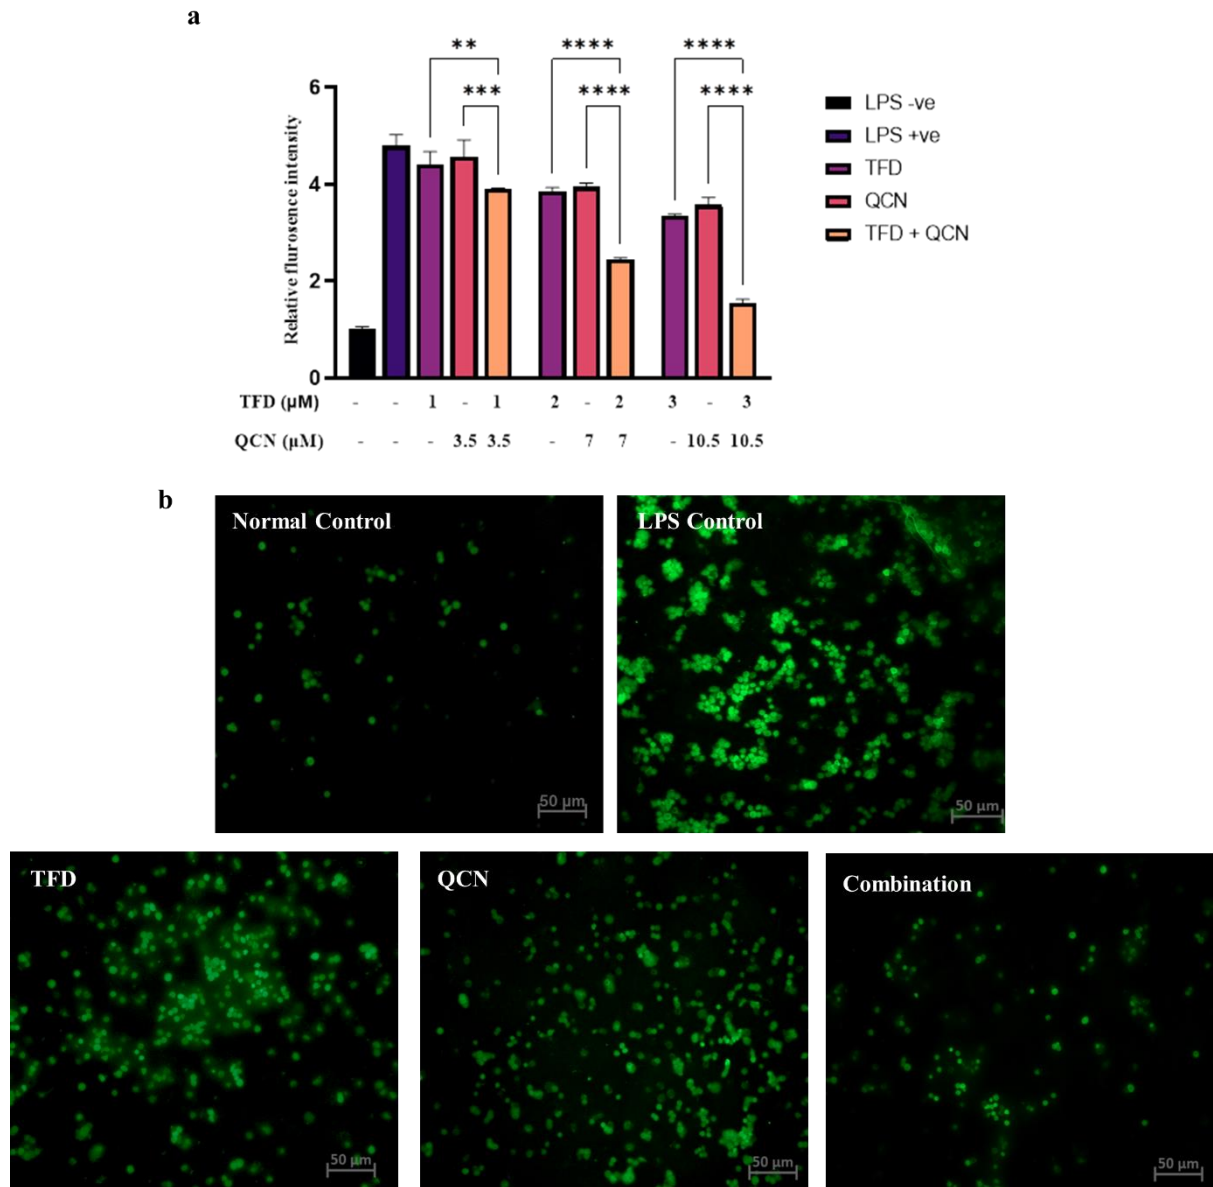 a
** **** ****
*** **** ****
6
4
2
0
Relative flurosence intensity
LPS -ve
LPS +ve
TFD
QCN
TFD + QCN
TFD (μM) - - 1 - 1 2 - 2 3 - 3
QCN (μM) - - - 3.5 3.5 - 7 7 - 10.5 10.5
b
Normal Control
50 µm
LPS Control
50 µm
TFD
50 µm
QCN
50 µm
Combination
50 µm